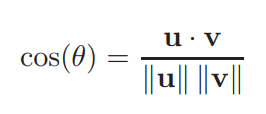 cos(θ) = u · v / ‖u‖ ‖v‖